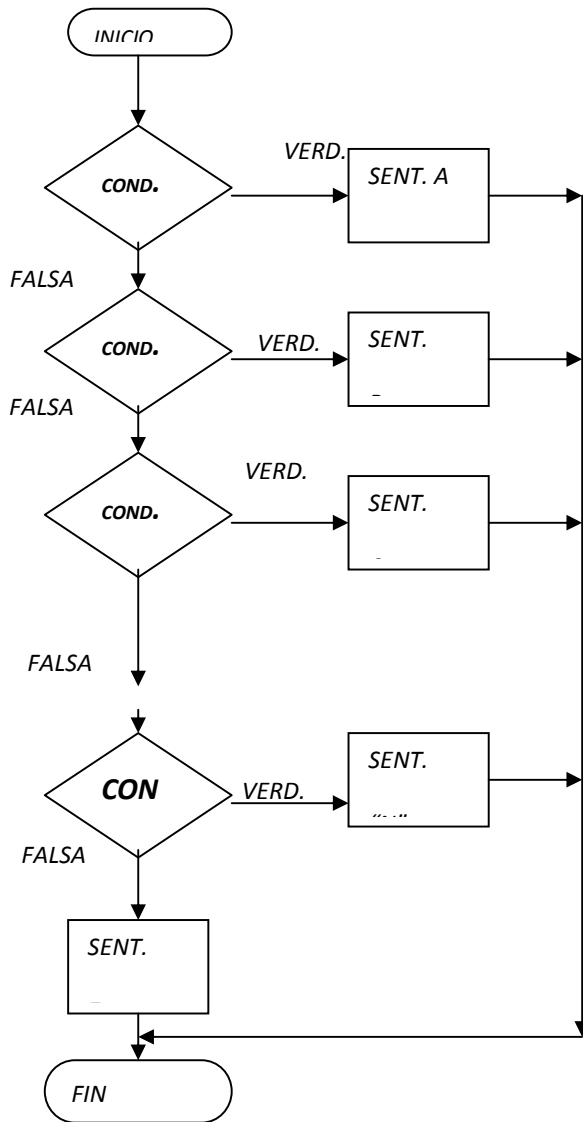 INICIO
VERD.
SENT. A
COND.
FALSA
VERD.
SENT.
COND.
FALSA
VERD.
SENT.
COND.
FALSA
SENT.
CON
VERD.
"N"
FALSA
SENT.
FIN